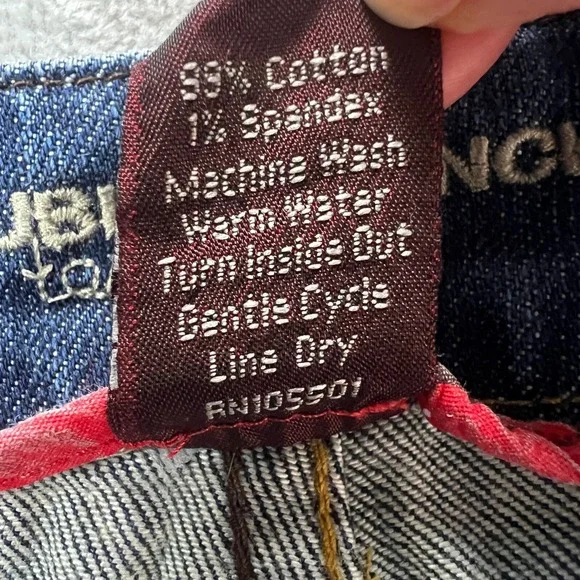 99% Cotton
1% Spandex
Machine Wash
Warm Water
Turn Inside Out
Gentle Cycle
Line Dry
RN105501